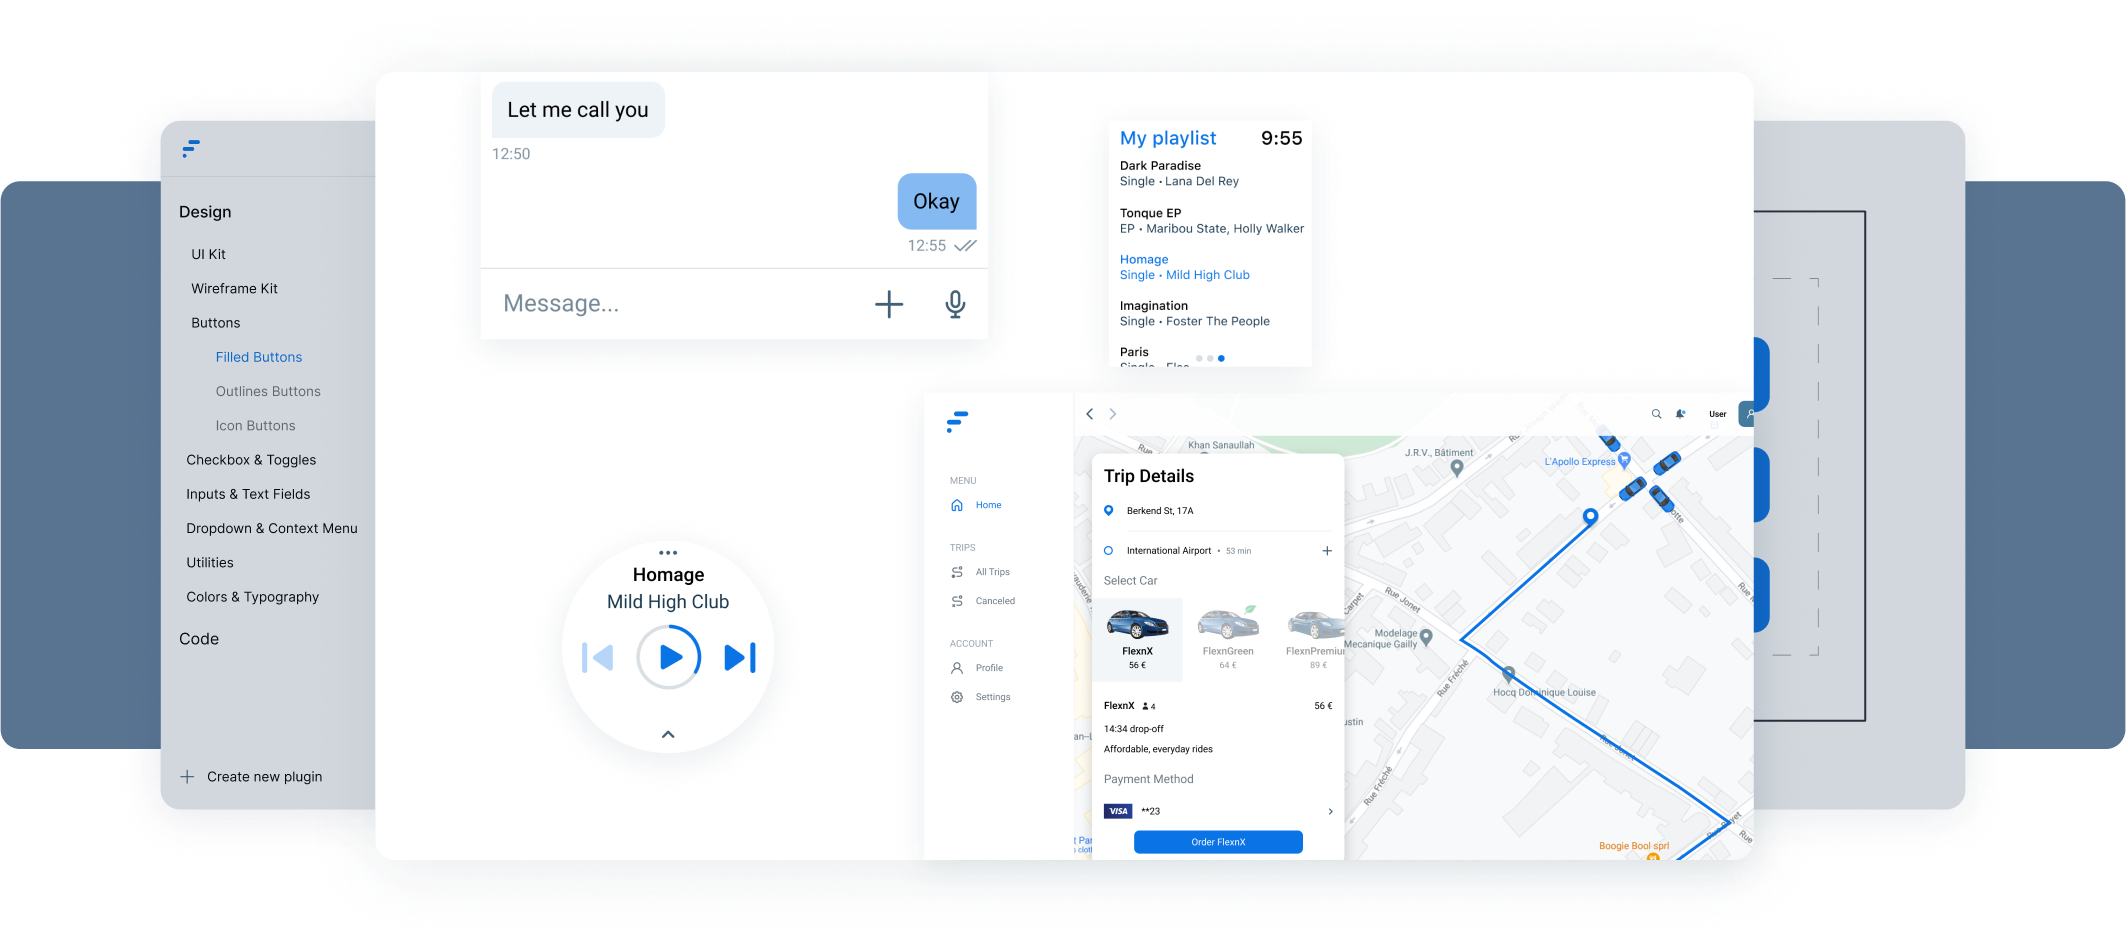 Design
UI Kit
Wireframe Kit
Buttons
Filled Buttons
Outlines Buttons
Icon Buttons
Checkbox & Toggles
Inputs & Text Fields
Dropdown & Context Menu
Utilities
Colors & Typography
Code
Create new plugin
Let me call you
12:50
Okay
12:55
Message...
My playlist 9:55
Dark Paradise
Single • Lana Del Rey
Tonque EP
EP • Maribou State, Holly Walker
Homage
Single • Mild High Club
Imagination
Single • Foster The People
Paris
Homage
Mild High Club
MENU
Home
TRIPS
All Trips
Canceled
ACCOUNT
Profile
Settings
User
Trip Details
Berkend St, 17A
International Airport • 53 min
Select Car
FlexnX
56 €
FlexnGreen
64 €
FlexnPremiu
89 €
FlexnX 4 56 €
14:34 drop-off
Affordable, everyday rides
Payment Method
VISA **23
Order FlexnX
Khan Sanaullah
J.R.V., Bâtiment
L'Apollo Express
Rue Jonet
Modelage
Mecanique Gailly
Rue Fréché
Hocq Dominique Louise
Rue Jonet
Rue Fréché
Boogie Bool sprl